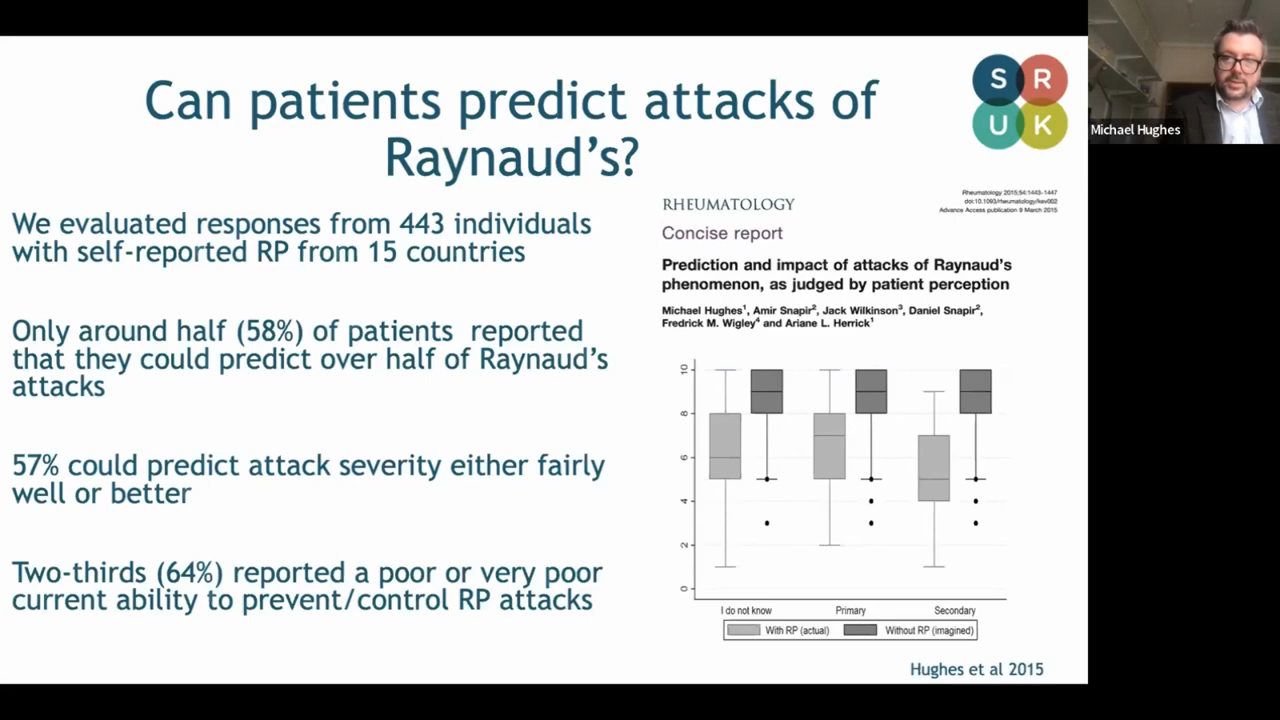 Can patients predict attacks of
Raynaud's?
S R
U K
Michael Hughes
We evaluated responses from 443 individuals
with self-reported RP from 15 countries
Only around half (58%) of patients reported
that they could predict over half of Raynaud's
attacks
57% could predict attack severity either fairly
well or better
Two-thirds (64%) reported a poor or very poor
current ability to prevent/control RP attacks
Rheumatology 2015;54:1443-1447
doi:10.1093/rheumatology/kev002
Advance Access publication 9 March 2015
RHEUMATOLOGY
Concise report
Prediction and impact of attacks of Raynaud's
phenomenon, as judged by patient perception
Michael Hughes1, Amir Snapir2, Jack Wilkinson3, Daniel Snapir2,
Fredrick M. Wigley4 and Ariane L. Herrick1
10
8
6
4
2
0
I do not know Primary Secondary
With RP (actual) Without RP (imagined)
Hughes et al 2015